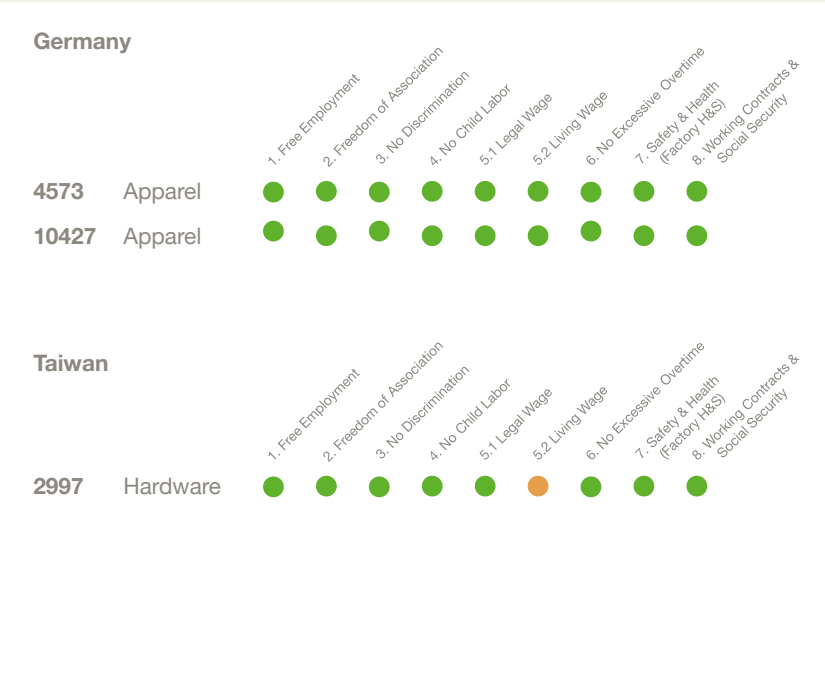 Germany
1. Free Employment
2. Freedom of Association
3. No Discrimination
4. No Child Labor
5.1 Legal Wage
5.2 Living Wage
6. No Excessive Overtime
7. Safety & Health
(Factory H&S)
8. Working Contracts &
Social Security
4573 Apparel
10427 Apparel
Taiwan
1. Free Employment
2. Freedom of Association
3. No Discrimination
4. No Child Labor
5.1 Legal Wage
5.2 Living Wage
6. No Excessive Overtime
7. Safety & Health
(Factory H&S)
8. Working Contracts &
Social Security
2997 Hardware